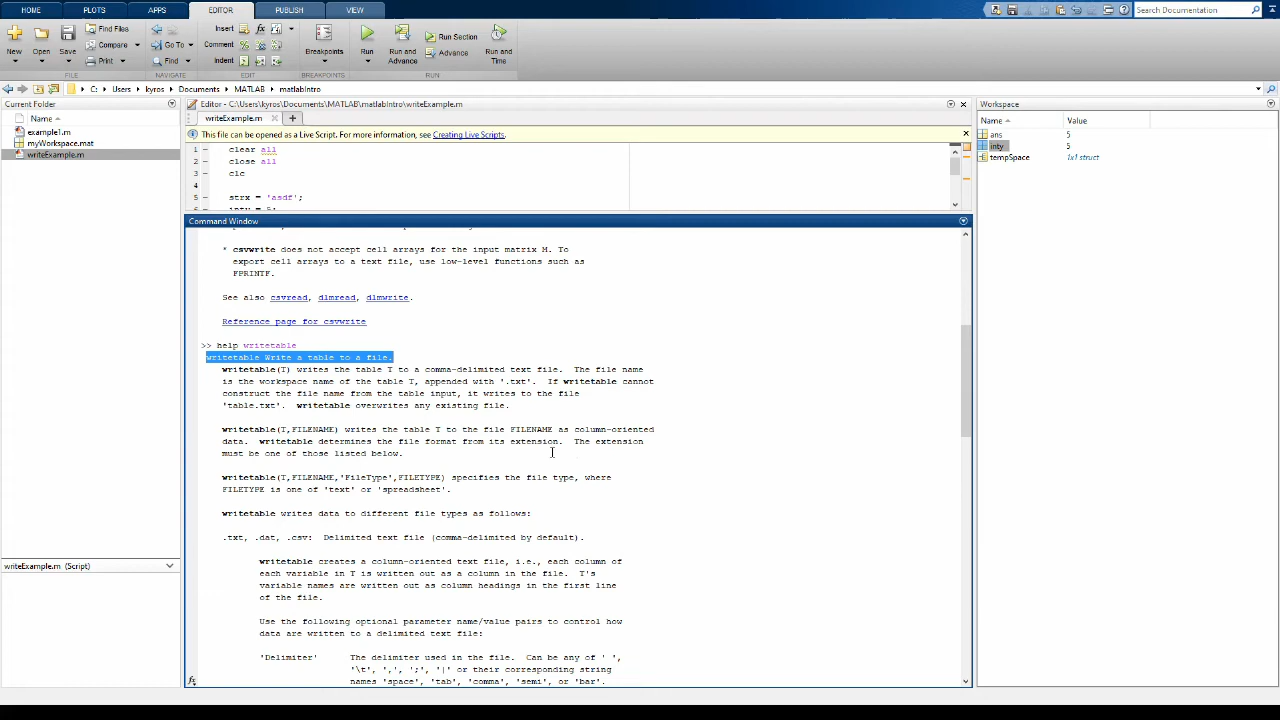 HOME PLOTS APPS EDITOR PUBLISH VIEW
Search Documentation
New Open Save Find Files Compare Print
Go To Find
Insert Comment Indent fx
Breakpoints
Run Run and Advance Run Section Advance Run and Time
FILE NAVIGATE EDIT BREAKPOINTS RUN
C: Users kyros Documents MATLAB matlabIntro
Current Folder
Name
example1.m
myWorkspace.mat
writeExample.m
writeExample.m (Script)
Editor - C:\Users\kyros\Documents\MATLAB\matlabIntro\writeExample.m
writeExample.m
This file can be opened as a Live Script. For more information, see Creating Live Scripts.
1 clear all
2 close all
3 clc
4
5 strx = 'asdf';
Command Window
* csvwrite does not accept cell arrays for the input matrix M. To
export cell arrays to a text file, use low-level functions such as
FPRINTF.
See also csvread, dlmread, dlmwrite.
Reference page for csvwrite
>> help writetable
writetable Write a table to a file.
writetable(T) writes the table T to a comma-delimited text file. The file name
is the workspace name of the table T, appended with '.txt'. If writetable cannot
construct the file name from the table input, it writes to the file
'table.txt'. writetable overwrites any existing file.
writetable(T,FILENAME) writes the table T to the file FILENAME as column-oriented
data. writetable determines the file format from its extension. The extension
must be one of those listed below.
writetable(T,FILENAME,'FileType',FILETYPE) specifies the file type, where
FILETYPE is one of 'text' or 'spreadsheet'.
writetable writes data to different file types as follows:
.txt, .dat, .csv: Delimited text file (comma-delimited by default).
writetable creates a column-oriented text file, i.e., each column of
each variable in T is written out as a column in the file. T's
variable names are written out as column headings in the first line
of the file.
Use the following optional parameter name/value pairs to control how
data are written to a delimited text file:
'Delimiter' The delimiter used in the file. Can be any of ' ',
'\t', ',', ';', '|' or their corresponding string
names 'space', 'tab', 'comma', 'semi', or 'bar'.
fx
Workspace
Name Value
ans 5
inty 5
tempSpace 1x1 struct